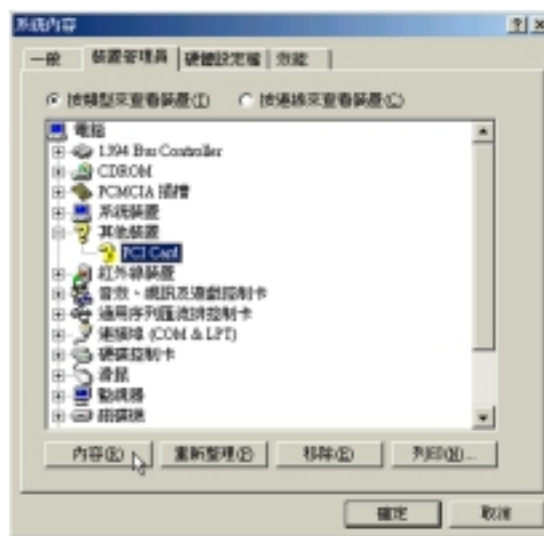 系統內容
一般 裝置管理員 硬體設定檔 效能
按類型來查看裝置(T) 按連線來查看裝置(C)
電腦
1394 Bus Controller
CDROM
PCMCIA 插槽
系統裝置
其他裝置
PCI Card
紅外線裝置
音效、視訊及遊戲控制卡
通用序列匯流排控制卡
連接埠 (COM & LPT)
硬碟控制卡
滑鼠
監視器
磁碟機
內容(R) 重新整理(F) 移除(E) 列印(N)...
確定 取消